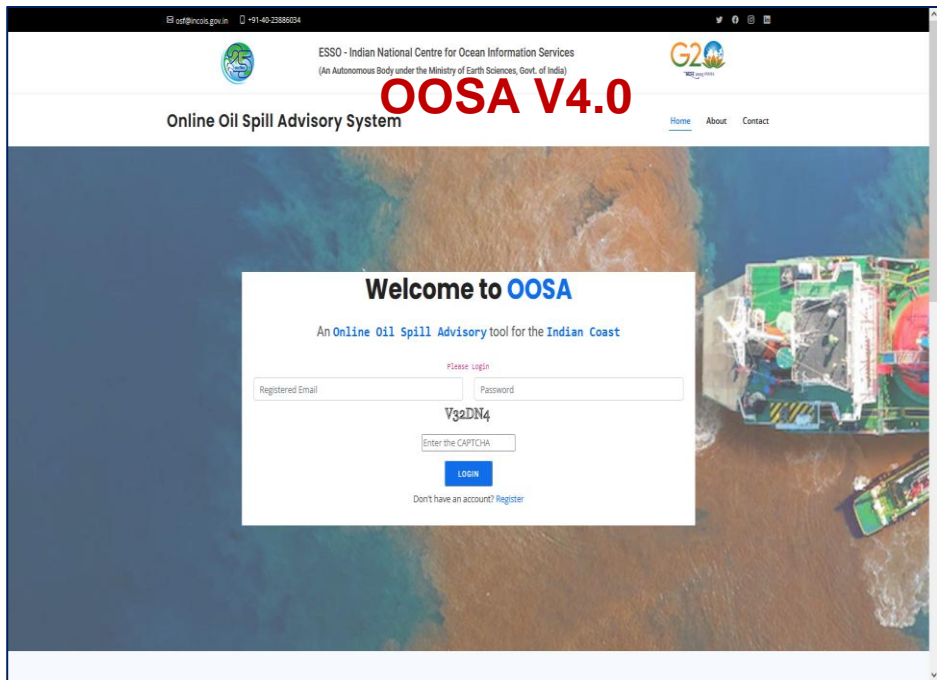 osf@incois.gov.in +91-40-23886034
ESSO - Indian National Centre for Ocean Information Services
(An Autonomous Body under the Ministry of Earth Sciences, Govt. of India)
G20
OOSA V4.0
Online Oil Spill Advisory System
Home About Contact
Welcome to OOSA
An Online Oil Spill Advisory tool for the Indian Coast
Please Login
Registered Email Password
V32DN4
Enter the CAPTCHA
LOGIN
Don't have an account? Register